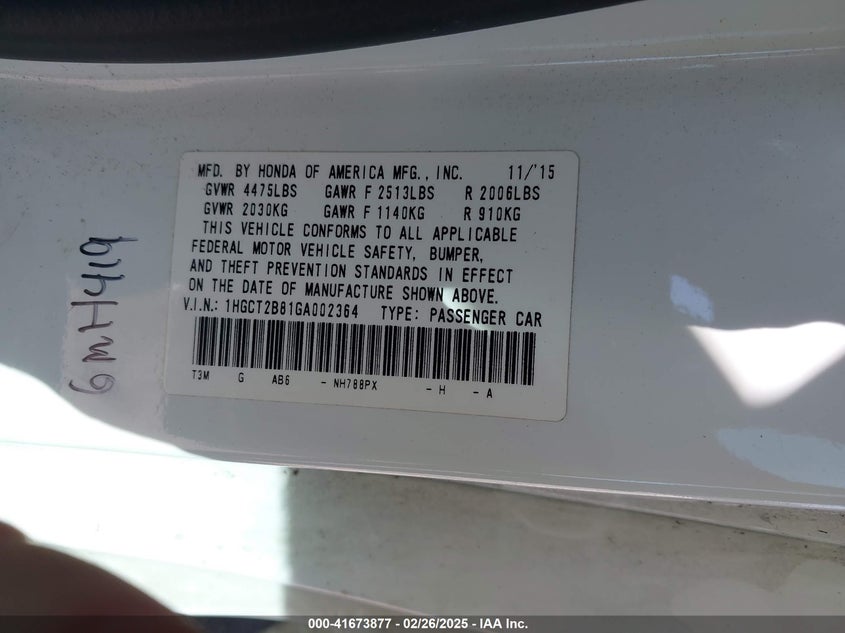 MFD. BY HONDA OF AMERICA MFG., INC. 11/'15
GVWR 4475LBS GAWR F 2513LBS R 2006LBS
GVWR 2030KG GAWR F 1140KG R 910KG
THIS VEHICLE CONFORMS TO ALL APPLICABLE
FEDERAL MOTOR VEHICLE SAFETY, BUMPER,
AND THEFT PREVENTION STANDARDS IN EFFECT
ON THE DATE OF MANUFACTURE SHOWN ABOVE.
V.I.N.: 1HGCT2B81GA002364 TYPE: PASSENGER CAR
T3M G AB6 - NH788PX - H - A
6mH419
000-41673877 - 02/26/2025 - IAA Inc.